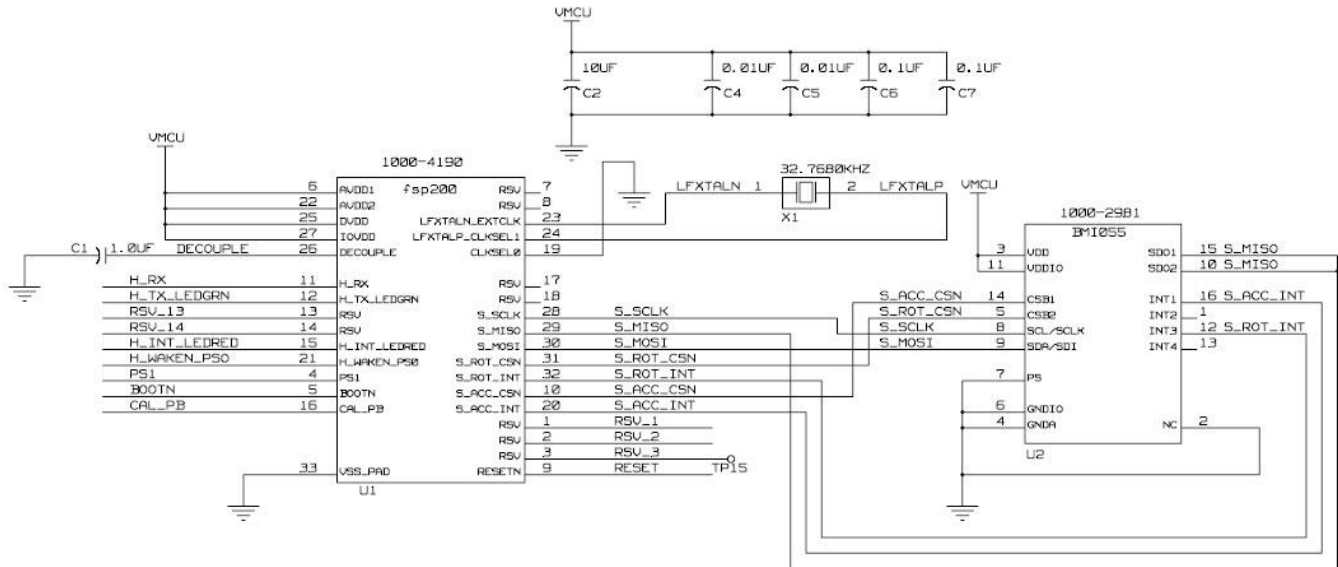 VMCU
10UF 0.01UF 0.01UF 0.1UF 0.1UF
C2 C4 C5 C6 C7
VMCU
1000-4190
fsp200
6 AVDD1 RSV 7
22 AVDD2 RSV 8
25 DVDD LFXTALN_EXTCLK 23
27 IOVDD LFXTALP_CLKSEL1 24
C1 1.0UF DECOUPLE 26 DECOUPLE CLKSEL0 19
H_RX 11 H_RX RSV 17
H_TX_LEDGRN 12 H_TX_LEDGRN RSV 18
RSV_13 13 RSV S_SCLK 28 S_SCLK
RSV_14 14 RSV S_MISO 29 S_MISO
H_INT_LEDRED 15 H_INT_LEDRED S_MOSI 30 S_MOSI
H_WAKEN_PS0 21 H_WAKEN_PS0 S_ROT_CSN 31 S_ROT_CSN
PS1 4 PS1 S_ROT_INT 32 S_ROT_INT
BOOTN 5 BOOTN S_ACC_CSN 10 S_ACC_CSN
CAL_PB 16 CAL_PB S_ACC_INT 20 S_ACC_INT
RSV 1 RSV_1
RSV 2 RSV_2
RSV 3 RSV_3
33 VSS_PAD RESETN 9 RESET TP15
U1
32.7680KHZ
LFXTALN 1 2 LFXTALP
X1
VMCU
1000-2981
BMI055
3 VDD SDO1 15 S_MISO
11 VDDIO SDO2 10 S_MISO
S_ACC_CSN 14 CSB1 INT1 16 S_ACC_INT
S_ROT_CSN 5 CSB2 INT2 1
S_SCLK 8 SCL/SCLK INT3 12 S_ROT_INT
S_MOSI 9 SDA/SDI INT4 13
7 PS
6 GNDIO
4 GNDA NC 2
U2